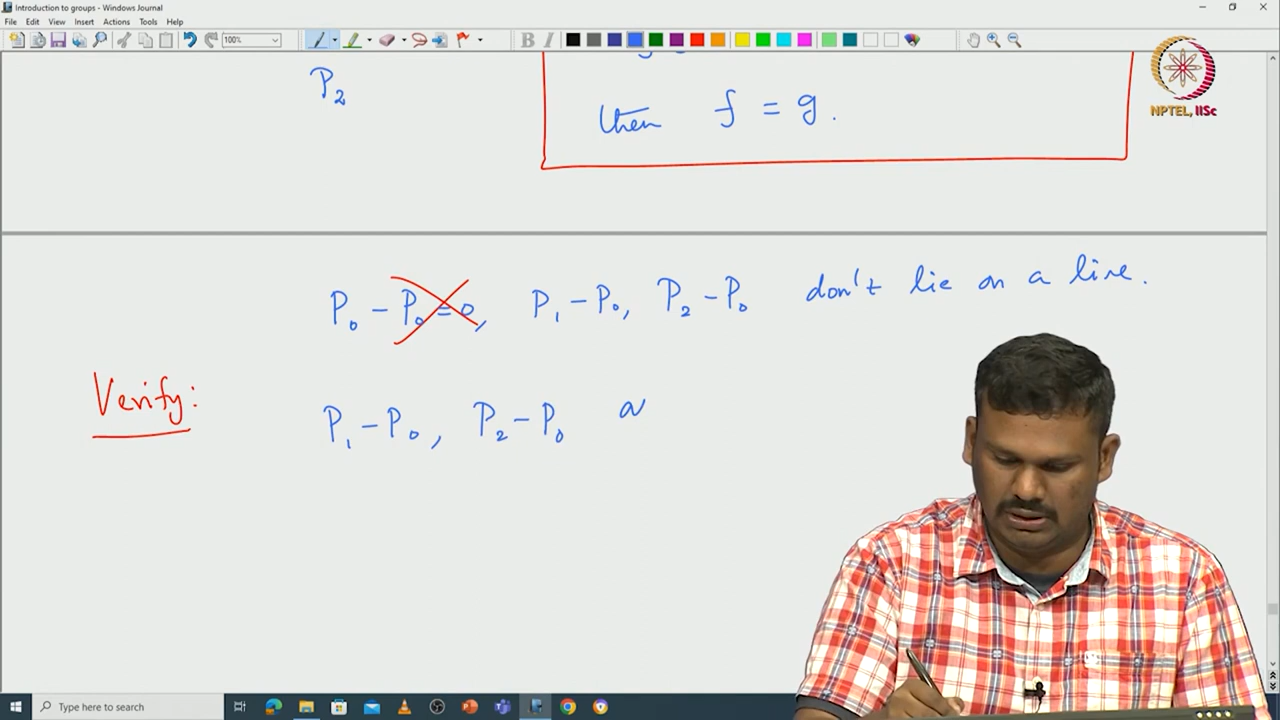 Introduction to groups - Windows Journal
File Edit View Insert Actions Tools Help
100%
B I
NPTEL, IISc
P₂
then f = g.
P₀ - P₀ = 0, P₁ - P₀, P₂ - P₀ don't lie on a line.
Verify:
P₁ - P₀, P₂ - P₀
Type here to search